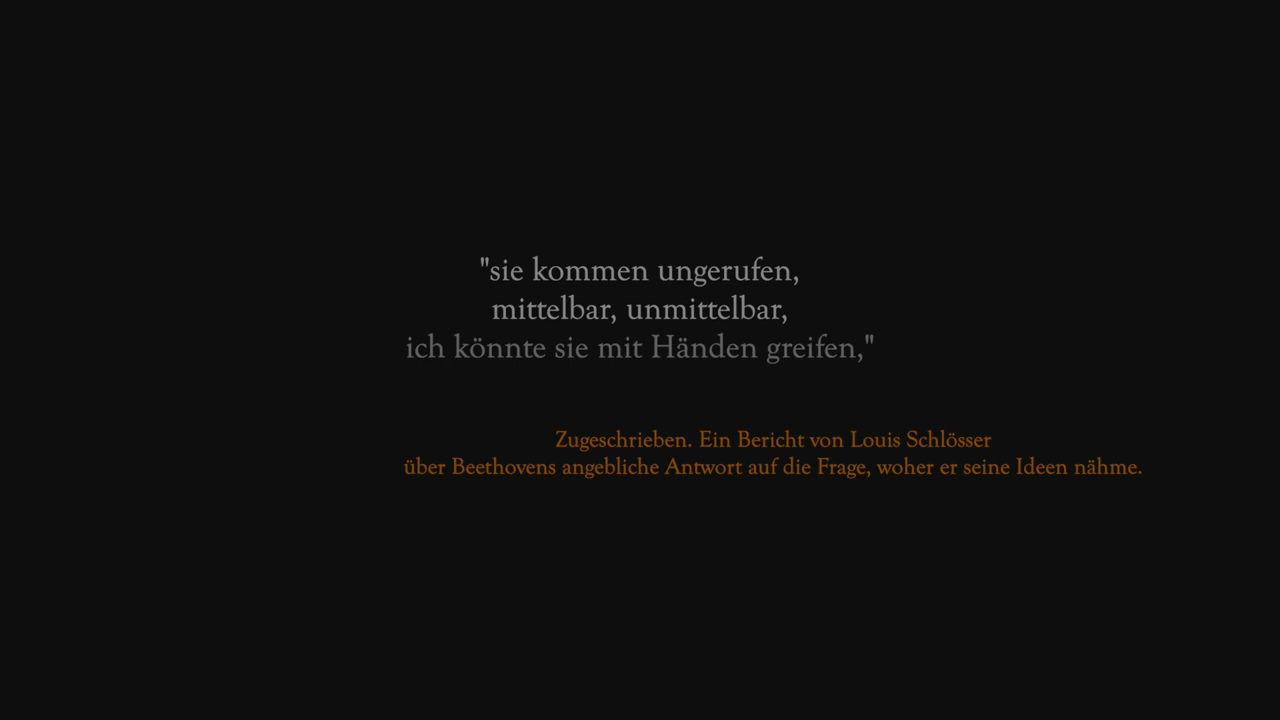 "sie kommen ungerufen,
mittelbar, unmittelbar,
ich könnte sie mit Händen greifen,"
Zugeschrieben. Ein Bericht von Louis Schlösser
über Beethovens angebliche Antwort auf die Frage, woher er seine Ideen nähme.